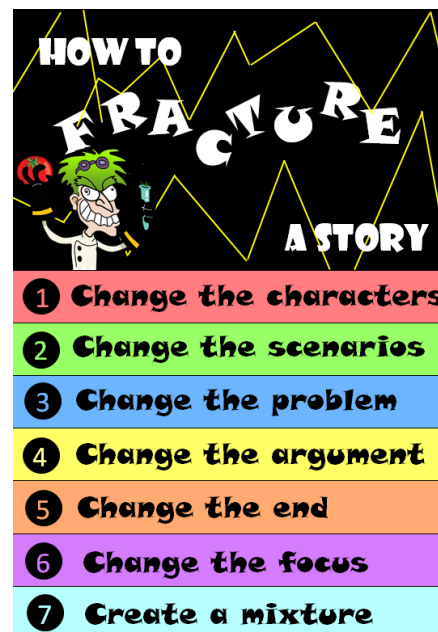 HOW TO
FRACTURE
A STORY
1 Change the characters
2 Change the scenarios
3 Change the problem
4 Change the argument
5 Change the end
6 Change the focus
7 Create a mixture